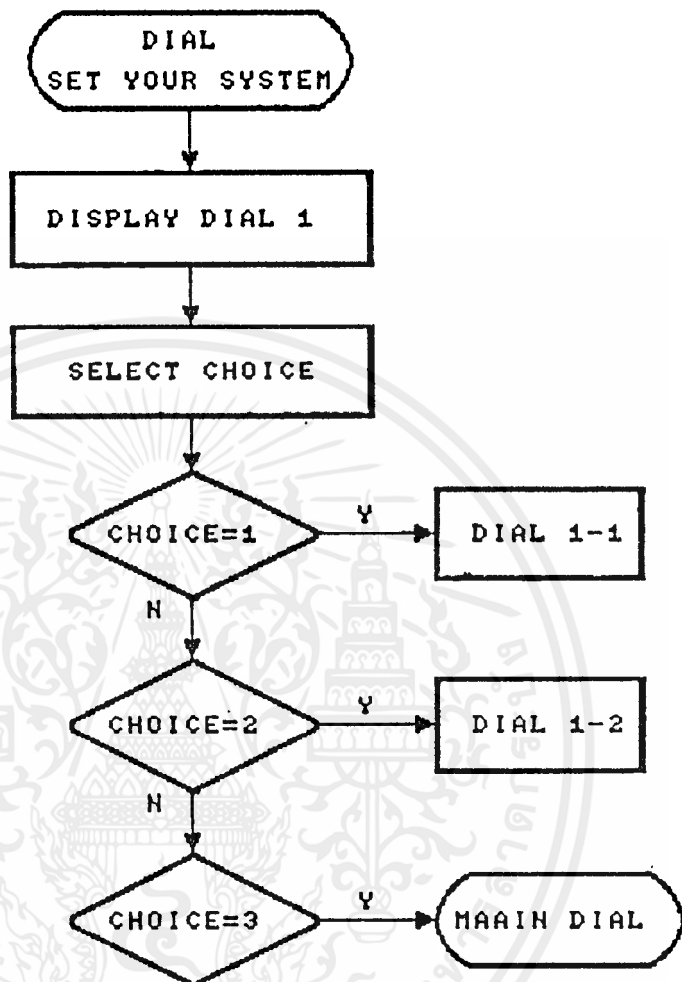 DIAL
SET YOUR SYSTEM
DISPLAY DIAL 1
SELECT CHOICE
CHOICE=1
Y
DIAL 1-1
N
CHOICE=2
Y
DIAL 1-2
N
CHOICE=3
Y
MAAIN DIAL